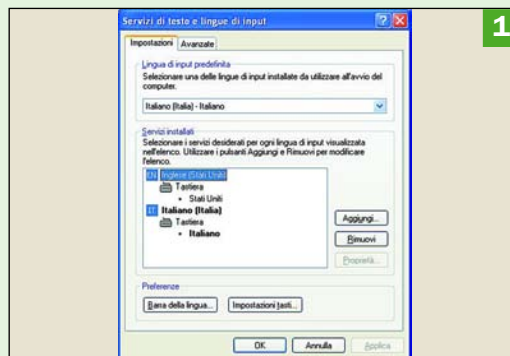 Servizi di testo e lingue di input
1
Impostazioni Avanzate
Lingua di input predefinita
Selezionare una delle lingue di input installate da utilizzare all'avvio del
computer.
Italiano (Italia) - Italiano
Servizi installati
Selezionare i servizi desiderati per ogni lingua di input visualizzata
nell'elenco. Utilizzare i pulsanti Aggiungi e Rimuovi per modificare
l'elenco.
EN Inglese (Stati Uniti)
Tastiera
• Stati Uniti
IT Italiano (Italia)
Tastiera
• Italiano
Aggiungi...
Rimuovi
Proprietà...
Preferenze
Barra della lingua... Impostazioni tasti...
OK Annulla Applica